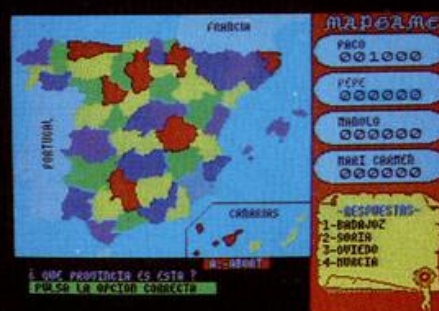 FRANCIA
PORTUGAL
CANARIAS
A.-ABORT
¿ QUE PROVINCIA ES ESTA ?
PULSA LA OPCION CORRECTA
MAPGAME
PACO
001000
PEPE
000000
MANOLO
000000
MARI CARMEN
000000
-RESPUESTAS-
1-BADAJOZ
2-SORIA
3-OVIEDO
4-MURCIA